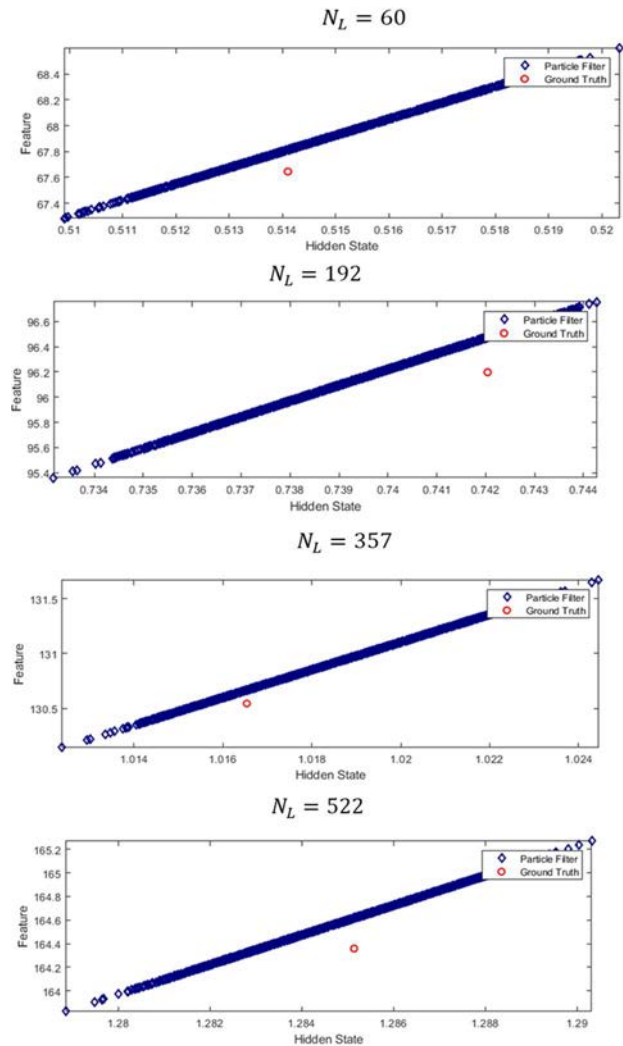 N_L = 60
Feature
68.4
68.2
68
67.8
67.6
67.4
Particle Filter
Ground Truth
0.51 0.511 0.512 0.513 0.514 0.515 0.516 0.517 0.518 0.519 0.52
Hidden State
N_L = 192
Feature
96.6
96.4
96.2
96
95.8
95.6
95.4
Particle Filter
Ground Truth
0.734 0.735 0.736 0.737 0.738 0.739 0.74 0.741 0.742 0.743 0.744
Hidden State
N_L = 357
Feature
131.5
131
130.5
Particle Filter
Ground Truth
1.014 1.016 1.018 1.02 1.022 1.024
Hidden State
N_L = 522
Feature
165.2
165
164.8
164.6
164.4
164.2
164
Particle Filter
Ground Truth
1.28 1.282 1.284 1.286 1.288 1.29
Hidden State